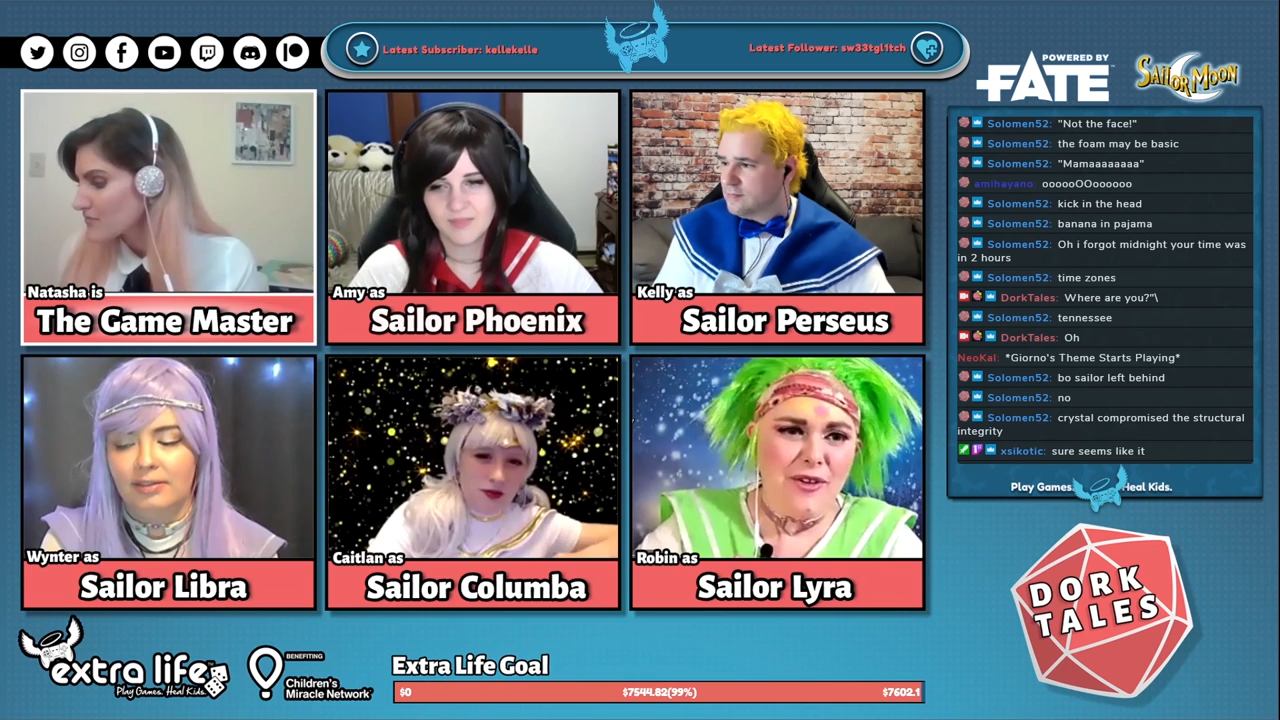 Latest Subscriber: kellekelle
Latest Follower: sw33tgl1tch
POWERED BY
FATE
SAILOR MOON
Natasha is
The Game Master
Amy as
Sailor Phoenix
Kelly as
Sailor Perseus
Wynter as
Sailor Libra
Caitlan as
Sailor Columba
Robin as
Sailor Lyra
Solomen52: "Not the face!"
Solomen52: the foam may be basic
Solomen52: "Mamaaaaaaaa"
amihayano: oooooOOoooooo
Solomen52: kick in the head
Solomen52: banana in pajama
Solomen52: Oh i forgot midnight your time was
in 2 hours
Solomen52: time zones
DorkTales: Where are you?"\
Solomen52: tennessee
DorkTales: Oh
NeoKai: *Giorno's Theme Starts Playing*
Solomen52: bo sailor left behind
Solomen52: no
Solomen52: crystal compromised the structural
integrity
xsikotic: sure seems like it
Play Games. Heal Kids.
DORK
TALES
extra life
Play Games. Heal Kids.
BENEFITING
Children's
Miracle Network
Extra Life Goal
$0 $7544.82(99%) $7602.1